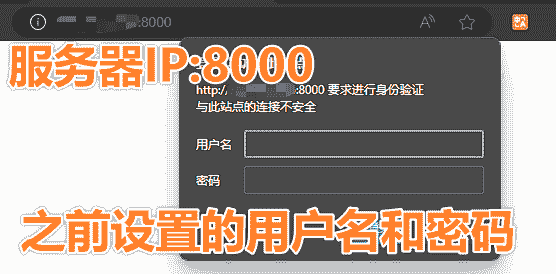 :8000
服务器IP:8000
http:// :8000 要求进行身份验证
与此站点的连接不安全
用户名
密码
之前设置的用户名和密码